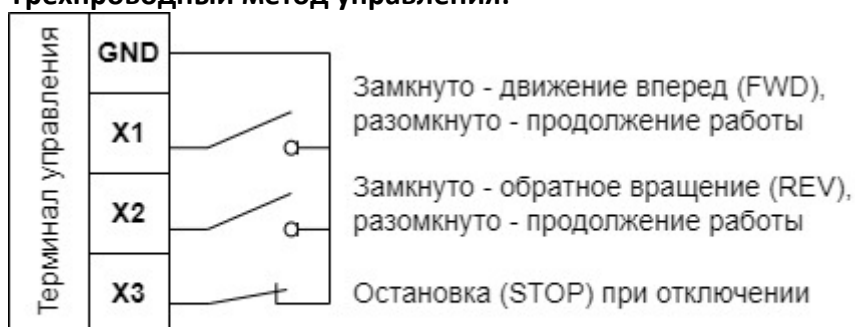 Трехпроводный метод управления.
Терминал управления
GND
X1
X2
X3
Замкнуто - движение вперед (FWD),
разомкнуто - продолжение работы
Замкнуто - обратное вращение (REV),
разомкнуто - продолжение работы
Остановка (STOP) при отключении